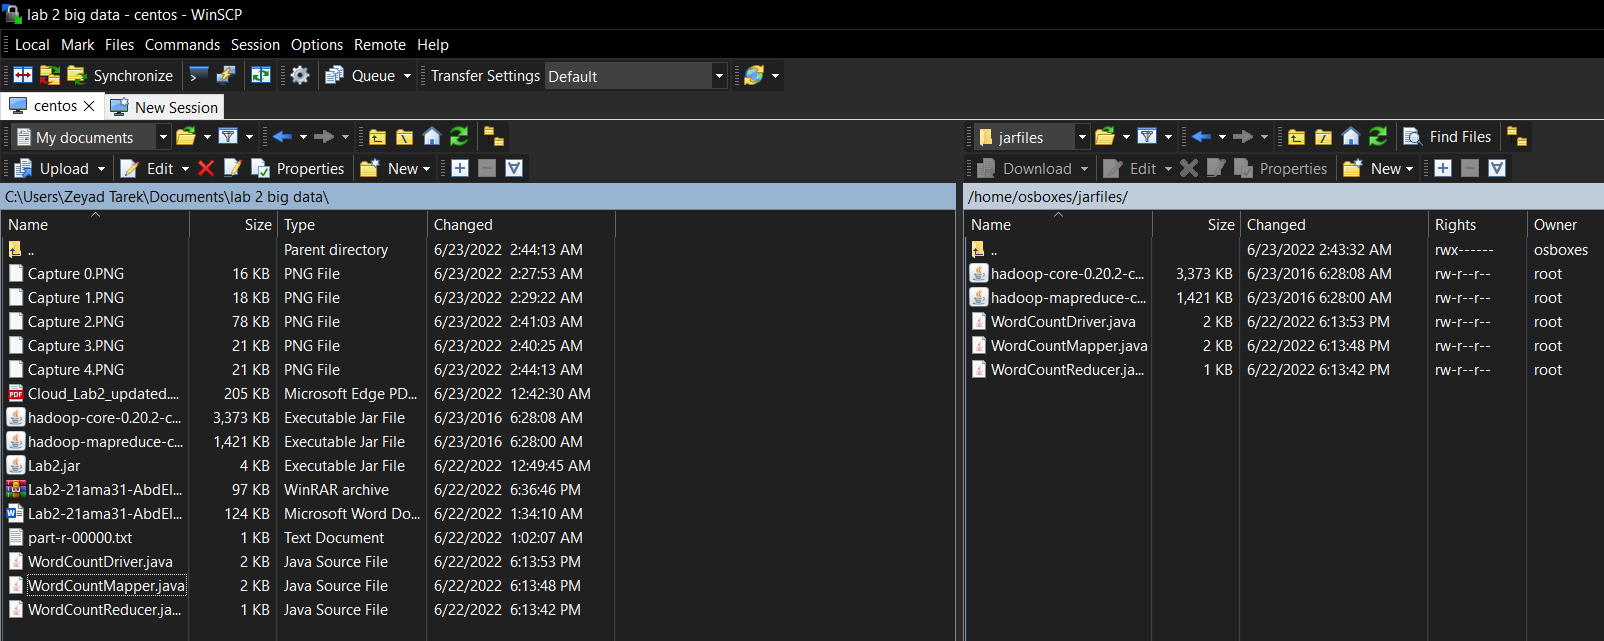 lab 2 big data - centos - WinSCP
Local Mark Files Commands Session Options Remote Help
Synchronize Queue Transfer Settings Default
centos New Session
My documents
Upload Edit Properties New
C:\Users\Zeyad Tarek\Documents\lab 2 big data\
Name Size Type Changed
.. Parent directory 6/23/2022 2:44:13 AM
Capture 0.PNG 16 KB PNG File 6/23/2022 2:27:53 AM
Capture 1.PNG 18 KB PNG File 6/23/2022 2:29:22 AM
Capture 2.PNG 78 KB PNG File 6/23/2022 2:41:03 AM
Capture 3.PNG 21 KB PNG File 6/23/2022 2:40:25 AM
Capture 4.PNG 21 KB PNG File 6/23/2022 2:44:13 AM
Cloud_Lab2_updated.... 205 KB Microsoft Edge PD... 6/23/2022 12:42:30 AM
hadoop-core-0.20.2-c... 3,373 KB Executable Jar File 6/23/2016 6:28:08 AM
hadoop-mapreduce-c... 1,421 KB Executable Jar File 6/23/2016 6:28:00 AM
Lab2.jar 4 KB Executable Jar File 6/22/2022 12:49:45 AM
Lab2-21ama31-AbdEl... 97 KB WinRAR archive 6/22/2022 6:36:46 PM
Lab2-21ama31-AbdEl... 124 KB Microsoft Word Do... 6/22/2022 1:34:10 AM
part-r-00000.txt 1 KB Text Document 6/22/2022 1:02:07 AM
WordCountDriver.java 2 KB Java Source File 6/22/2022 6:13:53 PM
WordCountMapper.java 2 KB Java Source File 6/22/2022 6:13:48 PM
WordCountReducer.ja... 1 KB Java Source File 6/22/2022 6:13:42 PM
jarfiles Find Files
Download Edit Properties New
/home/osboxes/jarfiles/
Name Size Changed Rights Owner
.. 6/23/2022 2:43:32 AM rwx------ osboxes
hadoop-core-0.20.2-c... 3,373 KB 6/23/2016 6:28:08 AM rw-r--r-- root
hadoop-mapreduce-c... 1,421 KB 6/23/2016 6:28:00 AM rw-r--r-- root
WordCountDriver.java 2 KB 6/22/2022 6:13:53 PM rw-r--r-- root
WordCountMapper.java 2 KB 6/22/2022 6:13:48 PM rw-r--r-- root
WordCountReducer.ja... 1 KB 6/22/2022 6:13:42 PM rw-r--r-- root